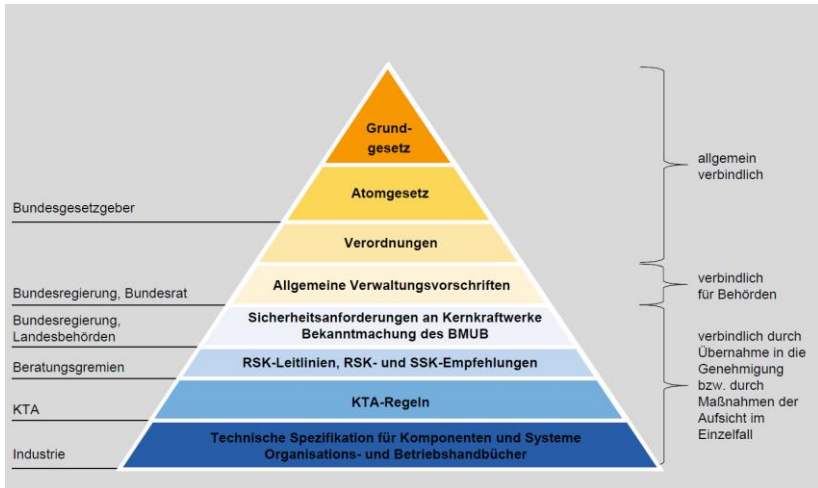 Grund-
gesetz
Atomgesetz
Verordnungen
Allgemeine Verwaltungsvorschriften
Sicherheitsanforderungen an Kernkraftwerke
Bekanntmachung des BMUB
RSK-Leitlinien, RSK- und SSK-Empfehlungen
KTA-Regeln
Technische Spezifikation für Komponenten und Systeme
Organisations- und Betriebshandbücher
Bundesgesetzgeber
Bundesregierung, Bundesrat
Bundesregierung,
Landesbehörden
Beratungsgremien
KTA
Industrie
allgemein
verbindlich
verbindlich
für Behörden
verbindlich durch
Übernahme in die
Genehmigung
bzw. durch
Maßnahmen der
Aufsicht im
Einzelfall